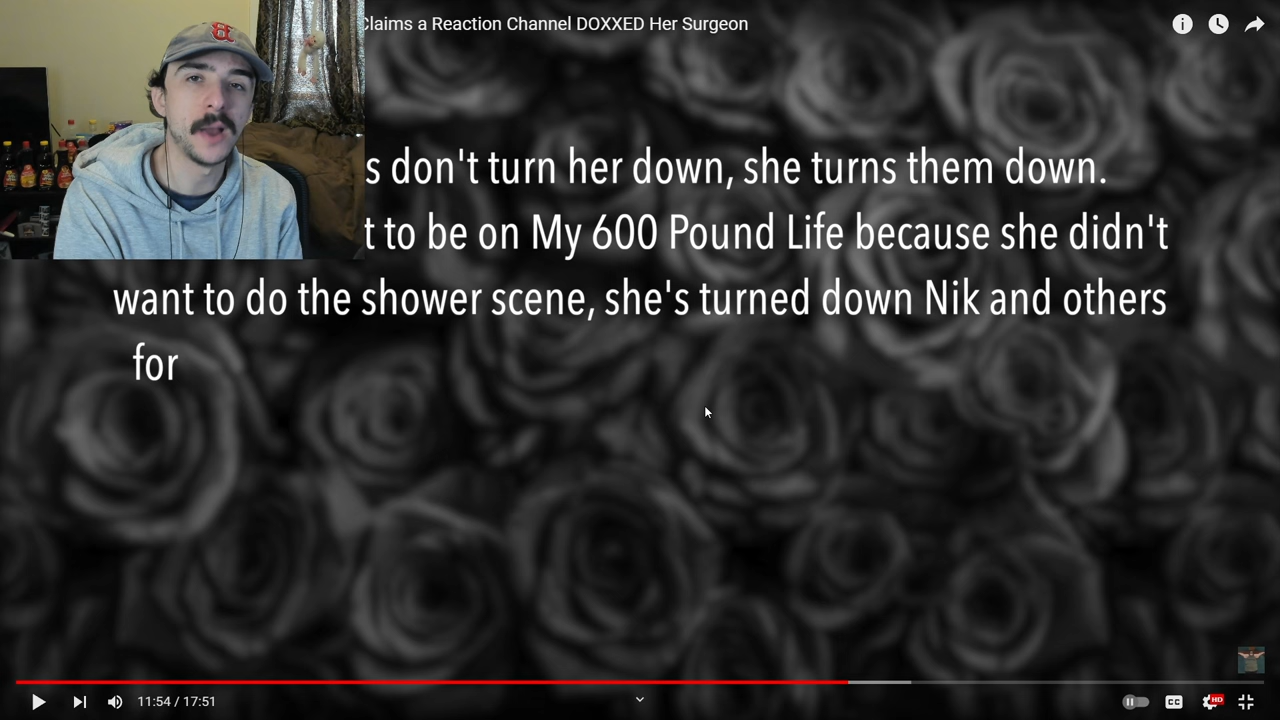 Claims a Reaction Channel DOXXED Her Surgeon
s don't turn her down, she turns them down.
t to be on My 600 Pound Life because she didn't
want to do the shower scene, she's turned down Nik and others
for
11:54 / 17:51
CC
HD